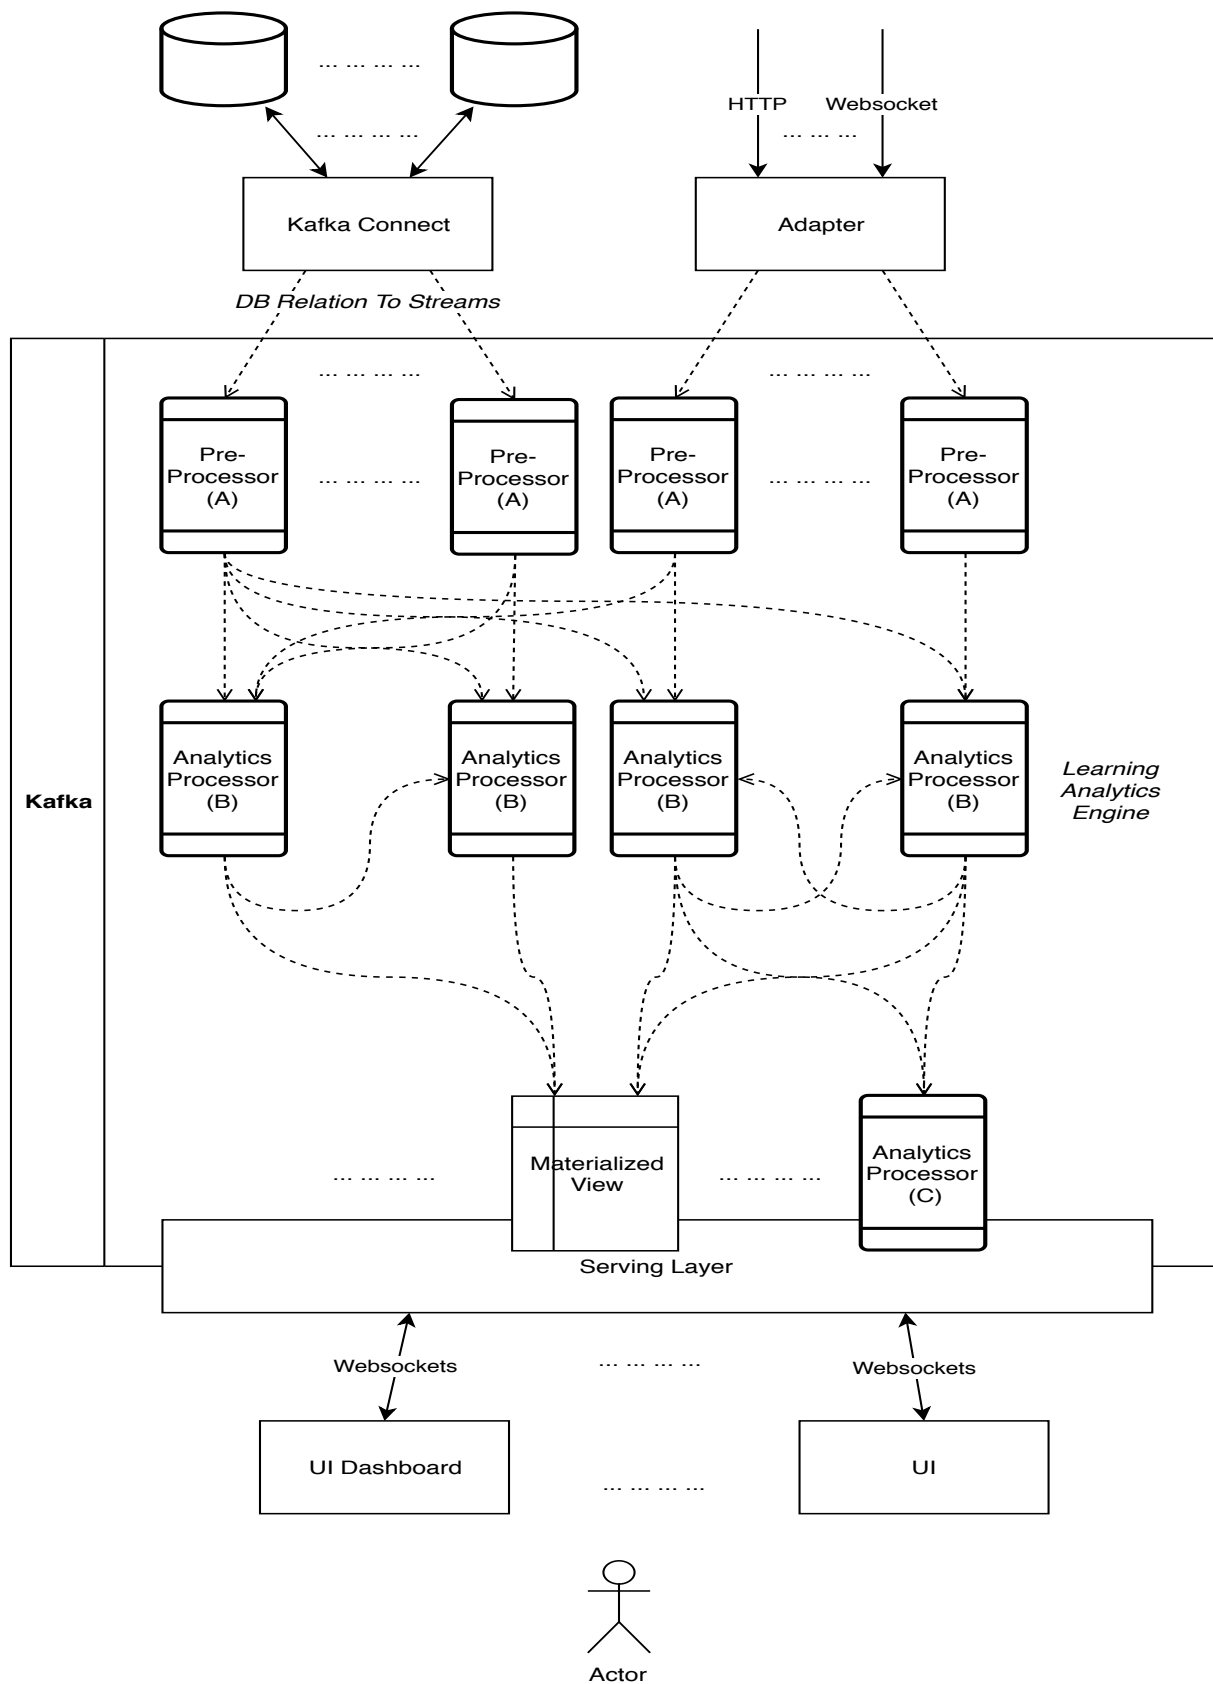 ... ... ... ...
HTTP
Websocket
... ... ... ...
... ... ...
Kafka Connect
Adapter
DB Relation To Streams
... ... ... ...
... ... ... ...
Pre-
Processor
(A)
... ... ... ...
Pre-
Processor
(A)
Pre-
Processor
(A)
... ... ... ...
Pre-
Processor
(A)
Kafka
Analytics
Processor
(B)
Analytics
Processor
(B)
Analytics
Processor
(B)
Analytics
Processor
(B)
Learning
Analytics
Engine
... ... ... ...
Materialized
View
... ... ... ...
Analytics
Processor
(C)
Serving Layer
Websockets
... ... ... ...
Websockets
UI Dashboard
... ... ... ...
UI
Actor